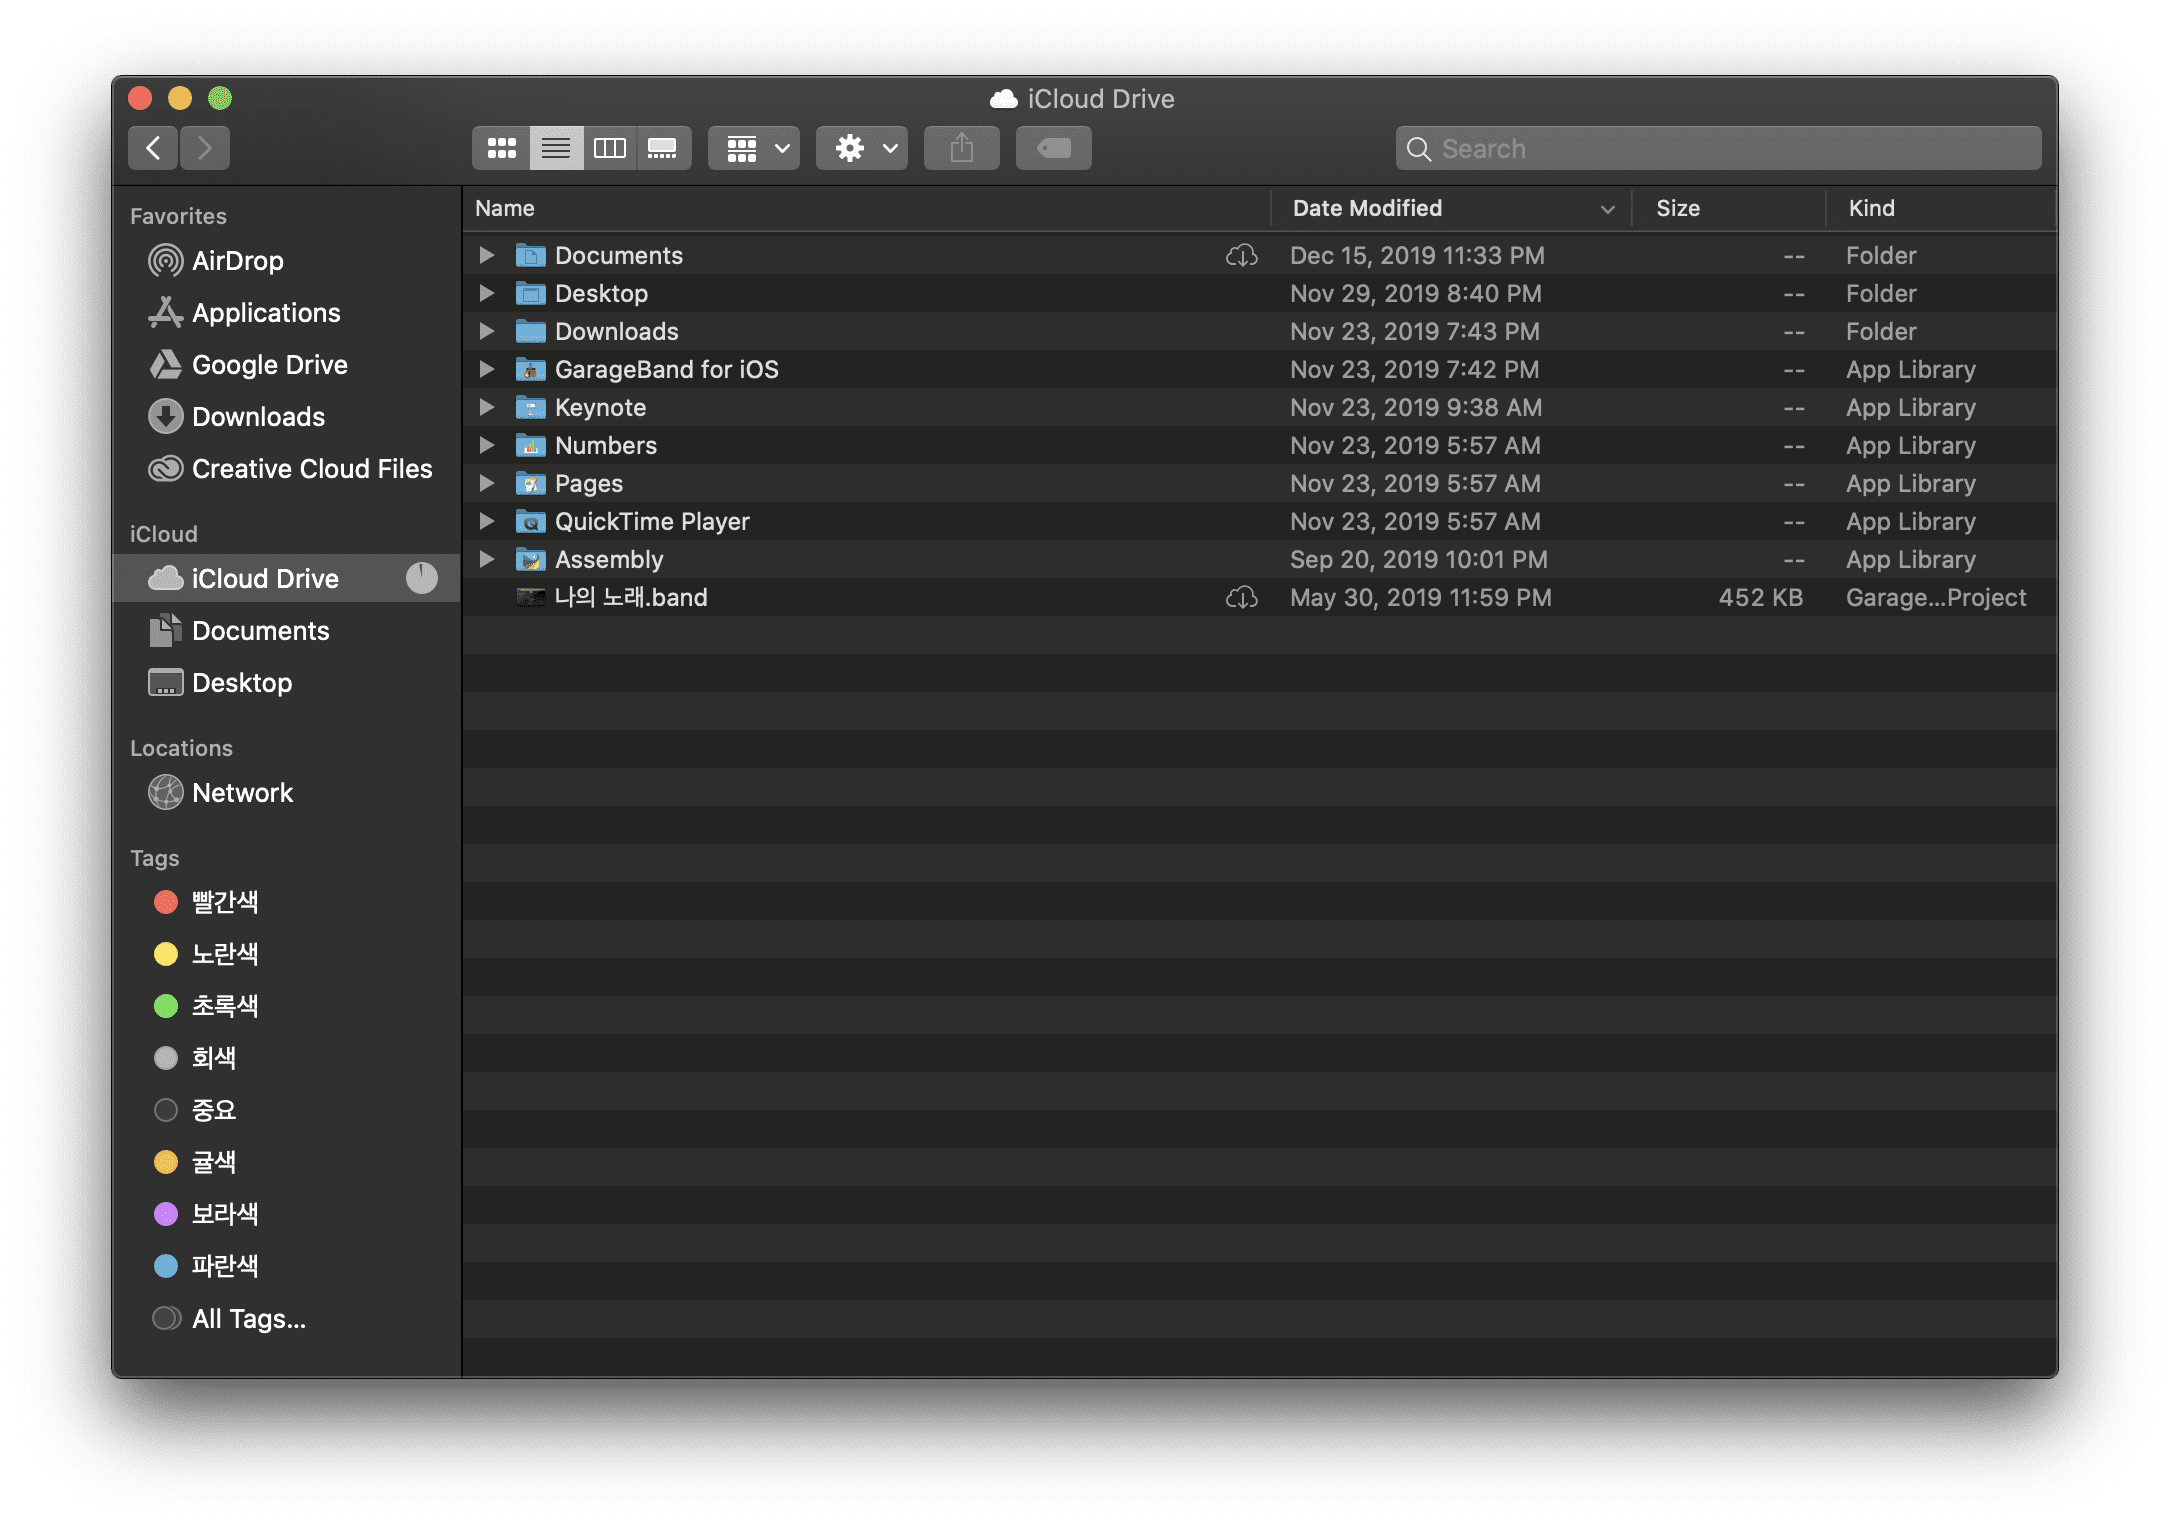 iCloud Drive
Search
Favorites
AirDrop
Applications
Google Drive
Downloads
Creative Cloud Files
iCloud
iCloud Drive
Documents
Desktop
Locations
Network
Tags
빨간색
노란색
초록색
회색
중요
귤색
보라색
파란색
All Tags...
Name Date Modified Size Kind
Documents Dec 15, 2019 11:33 PM -- Folder
Desktop Nov 29, 2019 8:40 PM -- Folder
Downloads Nov 23, 2019 7:43 PM -- Folder
GarageBand for iOS Nov 23, 2019 7:42 PM -- App Library
Keynote Nov 23, 2019 9:38 AM -- App Library
Numbers Nov 23, 2019 5:57 AM -- App Library
Pages Nov 23, 2019 5:57 AM -- App Library
QuickTime Player Nov 23, 2019 5:57 AM -- App Library
Assembly Sep 20, 2019 10:01 PM -- App Library
나의 노래.band May 30, 2019 11:59 PM 452 KB Garage...Project